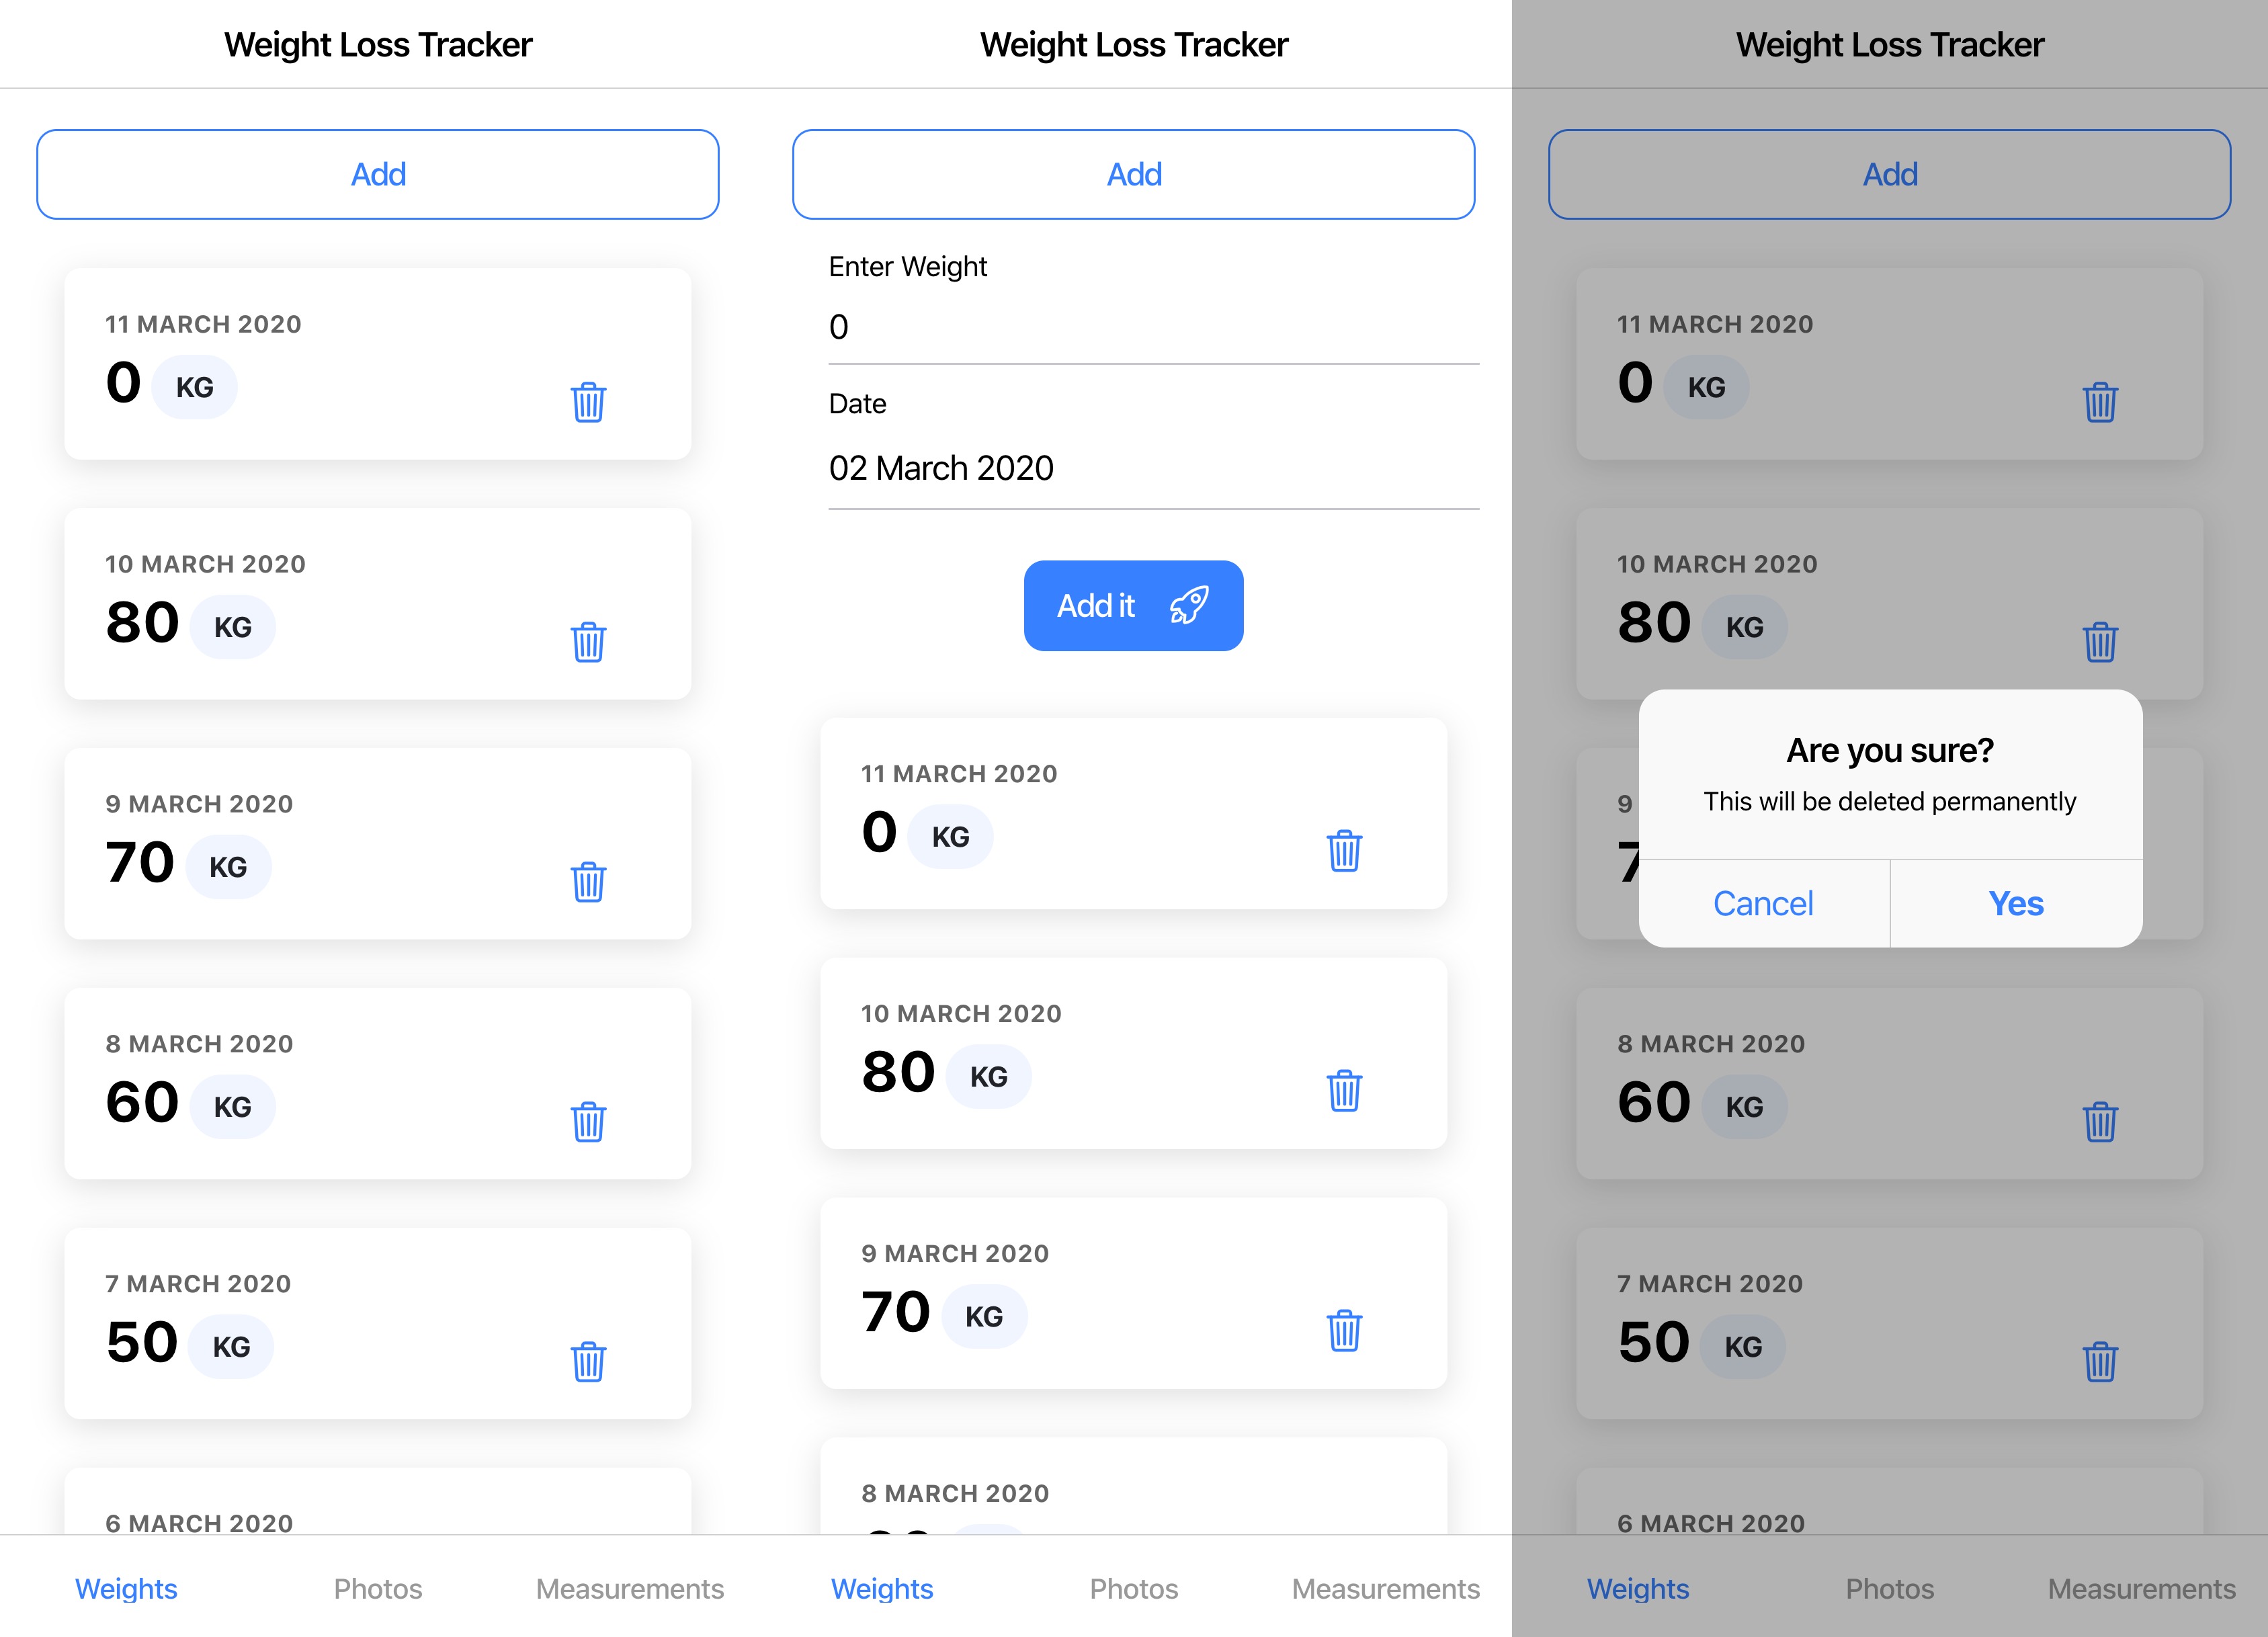 Weight Loss Tracker
Add
11 MARCH 2020
0 KG
10 MARCH 2020
80 KG
9 MARCH 2020
70 KG
8 MARCH 2020
60 KG
7 MARCH 2020
50 KG
6 MARCH 2020
Weights Photos Measurements
Weight Loss Tracker
Add
Enter Weight
0
Date
02 March 2020
Add it
11 MARCH 2020
0 KG
10 MARCH 2020
80 KG
9 MARCH 2020
70 KG
8 MARCH 2020
Weights Photos Measurements
Weight Loss Tracker
Add
11 MARCH 2020
0 KG
10 MARCH 2020
80 KG
Are you sure?
This will be deleted permanently
Cancel Yes
9
7
8 MARCH 2020
60 KG
7 MARCH 2020
50 KG
6 MARCH 2020
Weights Photos Measurements